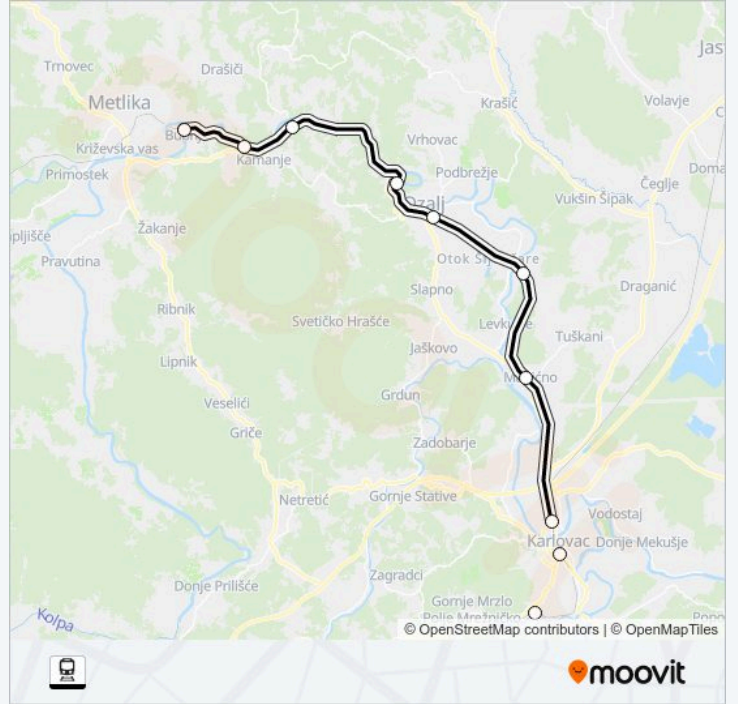 Jas
Trnovec
Drašiči
Metlika
Krašić
Volavje
Križevska vas
Kamanje
Vrhovac
Primostek
Podbrežje
Čeglje
Vukšin Šipak
Žakanje
Pravutina
Slapno
Draganić
Ribnik
Svetičko Hrašće
Tuškani
Jaškovo
Lipnik
Grdun
Veselići
Griče
Zadobarje
Netretić
Gornje Stative
Vodostaj
Karlovac
Donje Mekušje
Zagradci
Donje Prilišće
Gornje Mrzlo
Kolpa
© OpenStreetMap contributors | © OpenMapTiles
moovit